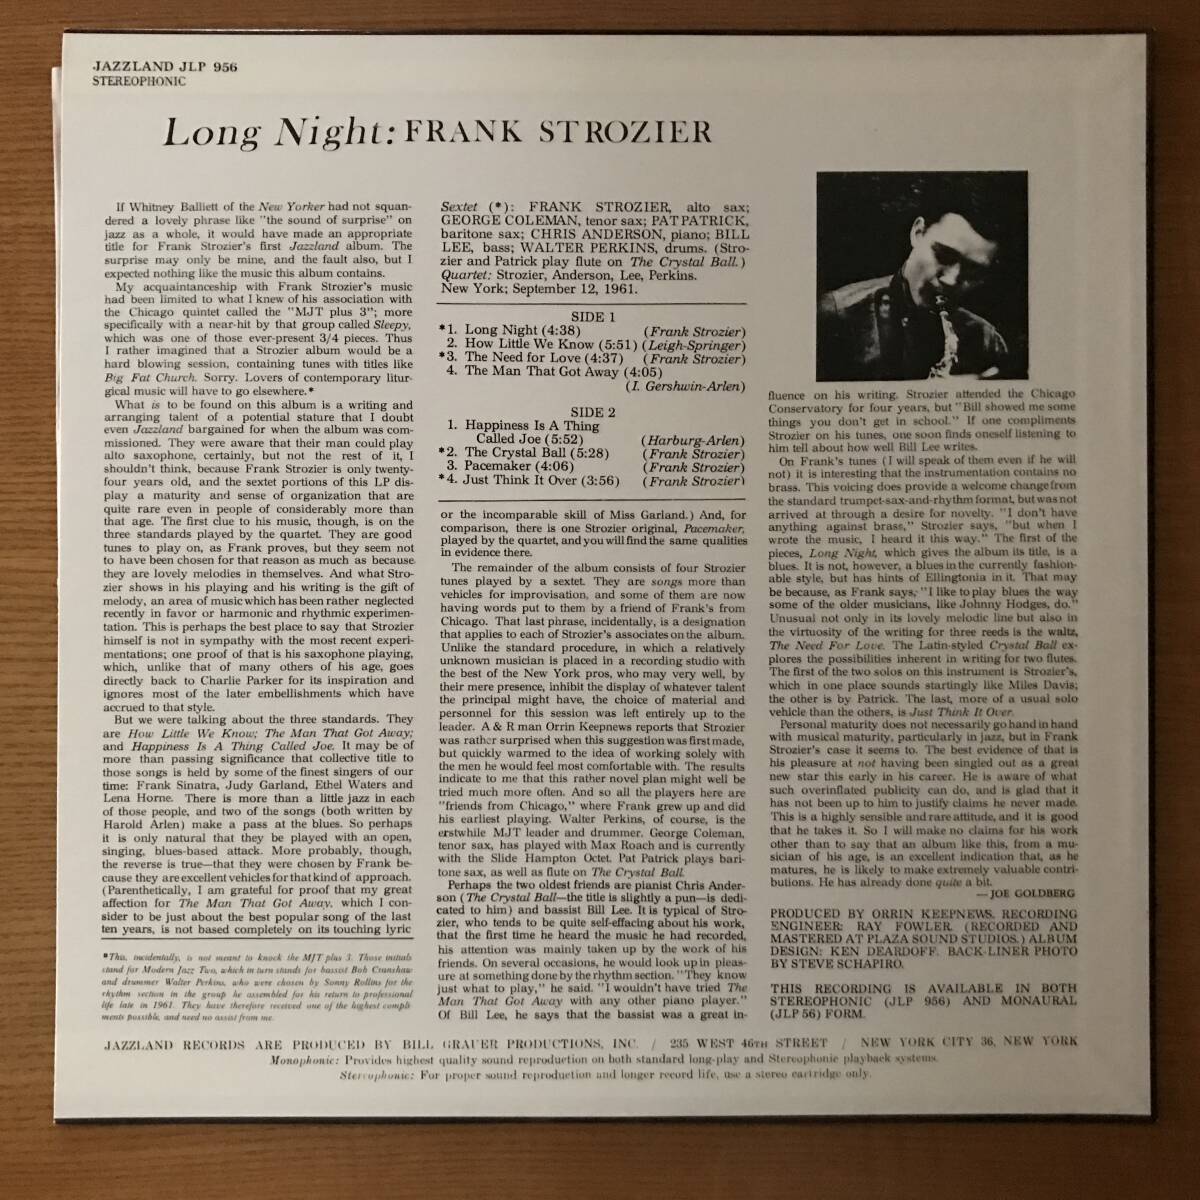 JAZZLAND JLP 956
STEREOPHONIC
Long Night: FRANK STROZIER
If Whitney Balliett of the New Yorker had not squan-
dered a lovely phrase like "the sound of surprise" on
jazz as a whole, it would have made an appropriate
title for Frank Strozier's first Jazzland album. The
surprise may only be mine, and the fault also, but I
expected nothing like the music this album contains.
My acquaintanceship with Frank Strozier's music
had been limited to what I knew of his association with
the Chicago quintet called the "MJT plus 3"; more
specifically with a near-hit by that group called Sleepy,
which was one of those ever-present 3/4 pieces. Thus
I rather imagined that a Strozier album would be a
hard blowing session, containing tunes with titles like
Big Fat Church. Sorry. Lovers of contemporary litur-
gical music will have to go elsewhere.*
What is to be found on this album is a writing and
arranging talent of a potential stature that I doubt
even Jazzland bargained for when the album was com-
missioned. They were aware that their man could play
alto saxophone, certainly, but not the rest of it, I
shouldn't think, because Frank Strozier is only twenty-
four years old, and the sextet portions of this LP dis-
play a maturity and sense of organization that are
quite rare even in people of considerably more than
that age. The first clue to his music, though, is on the
three standards played by the quartet. They are good
tunes to play on, as Frank proves, but they seem not
to have been chosen for that reason as much as because
they are lovely melodies in themselves. And what Stro-
zier shows in his playing and his writing is the gift of
melody, an area of music which has been rather neglected
recently in favor or harmonic and rhythmic experimen-
tation. This is perhaps the best place to say that Strozier
himself is not in sympathy with the most recent experi-
mentations; one proof of that is his saxophone playing,
which, unlike that of many others of his age, goes
directly back to Charlie Parker for its inspiration and
ignores most of the later embellishments which have
accrued to that style.
But we were talking about the three standards. They
are How Little We Know; The Man That Got Away;
and Happiness Is A Thing Called Joe. It may be of
more than passing significance that collective title to
those songs is held by some of the finest singers of our
time: Frank Sinatra, Judy Garland, Ethel Waters and
Lena Horne. There is more than a little jazz in each
of those people, and two of the songs (both written by
Harold Arlen) make a pass at the blues. So perhaps
it is only natural that they be played with an open,
singing, blues-based attack. More probably, though,
the reverse is true—that they were chosen by Frank be-
cause they are excellent vehicles for that kind of approach.
(Parenthetically, I am grateful for proof that my great
affection for The Man That Got Away, which I con-
sider to be just about the best popular song of the last
ten years, is not based completely on its touching lyric
*This, incidentally, is not meant to knock the MJT plus 3. Those initials
stand for Modern Jazz Two, which in turn stands for bassist Bob Cranshaw
and drummer Walter Perkins, who were chosen by Sonny Rollins for the
rhythm section in the group he assembled for his return to professional
life late in 1961. They have therefore received one of the highest compli-
ments possible, and need no assist from me.
Sextet (*): FRANK STROZIER, alto sax;
GEORGE COLEMAN, tenor sax; PAT PATRICK,
baritone sax; CHRIS ANDERSON, piano; BILL
LEE, bass; WALTER PERKINS, drums. (Stro-
zier and Patrick play flute on The Crystal Ball.)
Quartet: Strozier, Anderson, Lee, Perkins.
New York; September 12, 1961.
SIDE 1
*1. Long Night (4:38) (Frank Strozier)
2. How Little We Know (5:51) (Leigh-Springer)
*3. The Need for Love (4:37) (Frank Strozier)
4. The Man That Got Away (4:05)
(I. Gershwin-Arlen)
SIDE 2
1. Happiness Is A Thing
Called Joe (5:52) (Harburg-Arlen)
*2. The Crystal Ball (5:28) (Frank Strozier)
3. Pacemaker (4:06) (Frank Strozier)
*4. Just Think It Over (3:56) (Frank Strozier)
or the incomparable skill of Miss Garland.) And, for
comparison, there is one Strozier original, Pacemaker,
played by the quartet, and you will find the same qualities
in evidence there.
The remainder of the album consists of four Strozier
tunes played by a sextet. They are songs more than
vehicles for improvisation, and some of them are now
having words put to them by a friend of Frank's from
Chicago. That last phrase, incidentally, is a designation
that applies to each of Strozier's associates on the album.
Unlike the standard procedure, in which a relatively
unknown musician is placed in a recording studio with
the best of the New York pros, who may very well, by
their mere presence, inhibit the display of whatever talent
the principal might have, the choice of material and
personnel for this session was left entirely up to the
leader. A & R man Orrin Keepnews reports that Strozier
was rather surprised when this suggestion was first made,
but quickly warmed to the idea of working solely with
the men he would feel most comfortable with. The results
indicate to me that this rather novel plan might well be
tried much more often. And so all the players here are
"friends from Chicago," where Frank grew up and did
his earliest playing. Walter Perkins, of course, is the
erstwhile MJT leader and drummer. George Coleman,
tenor sax, has played with Max Roach and is currently
with the Slide Hampton Octet. Pat Patrick plays bari-
tone sax, as well as flute on The Crystal Ball.
Perhaps the two oldest friends are pianist Chris Ander-
son (The Crystal Ball—the title is slightly a pun—is dedi-
cated to him) and bassist Bill Lee. It is typical of Stro-
zier, who tends to be quite self-effacing about his work,
that the first time he heard the music he had recorded,
his attention was mainly taken up by the work of his
friends. On several occasions, he would look up in pleas-
ure at something done by the rhythm section. "They know
just what to play," he said. "I wouldn't have tried The
Man That Got Away with any other piano player."
Of Bill Lee, he says that the bassist was a great in-
fluence on his writing. Strozier attended the Chicago
Conservatory for four years, but "Bill showed me some
things you don't get in school." If one compliments
Strozier on his tunes, one soon finds oneself listening to
him tell about how well Bill Lee writes.
On Frank's tunes (I will speak of them even if he will
not) it is interesting that the instrumentation contains no
brass. This voicing does provide a welcome change from
the standard trumpet-sax-and-rhythm format, but was not
arrived at through a desire for novelty. "I don't have
anything against brass," Strozier says, "but when I
wrote the music, I heard it this way." The first of the
pieces, Long Night, which gives the album its title, is a
blues. It is not, however, a blues in the currently fashion-
able style, but has hints of Ellingtonia in it. That may
be because, as Frank says, "I like to play blues the way
some of the older musicians, like Johnny Hodges, do."
Unusual not only in its lovely melodic line but also in
the virtuosity of the writing for three reeds is the waltz,
The Need For Love. The Latin-styled Crystal Ball ex-
plores the possibilities inherent in writing for two flutes.
The first of the two solos on this instrument is Strozier's,
which in one place sounds startingly like Miles Davis;
the other is by Patrick. The last, more of a usual solo
vehicle than the others, is Just Think It Over.
Personal maturity does not necessarily go hand in hand
with musical maturity, particularly in jazz, but in Frank
Strozier's case it seems to. The best evidence of that is
his pleasure at not having been singled out as a great
new star this early in his career. He is aware of what
such overinflated publicity can do, and is glad that it
has not been up to him to justify claims he never made.
This is a highly sensible and rare attitude, and it is good
that he takes it. So I will make no claims for his work
other than to say that an album like this, from a mu-
sician of his age, is an excellent indication that, as he
matures, he is likely to make extremely valuable contri-
butions. He has already done quite a bit.
—JOE GOLDBERG
PRODUCED BY ORRIN KEEPNEWS. RECORDING
ENGINEER: RAY FOWLER. (RECORDED AND
MASTERED AT PLAZA SOUND STUDIOS.) ALBUM
DESIGN: KEN DEARDOFF. BACK-LINER PHOTO
BY STEVE SCHAPIRO.
THIS RECORDING IS AVAILABLE IN BOTH
STEREOPHONIC (JLP 956) AND MONAURAL
(JLP 56) FORM.
JAZZLAND RECORDS ARE PRODUCED BY BILL GRAUER PRODUCTIONS, INC. / 235 WEST 46TH STREET / NEW YORK CITY 36, NEW YORK
Monophonic: Provides highest quality sound reproduction on both standard long-play and Stereophonic playback systems.
Stereophonic: For proper sound reproduction and longer record life, use a stereo cartridge only.